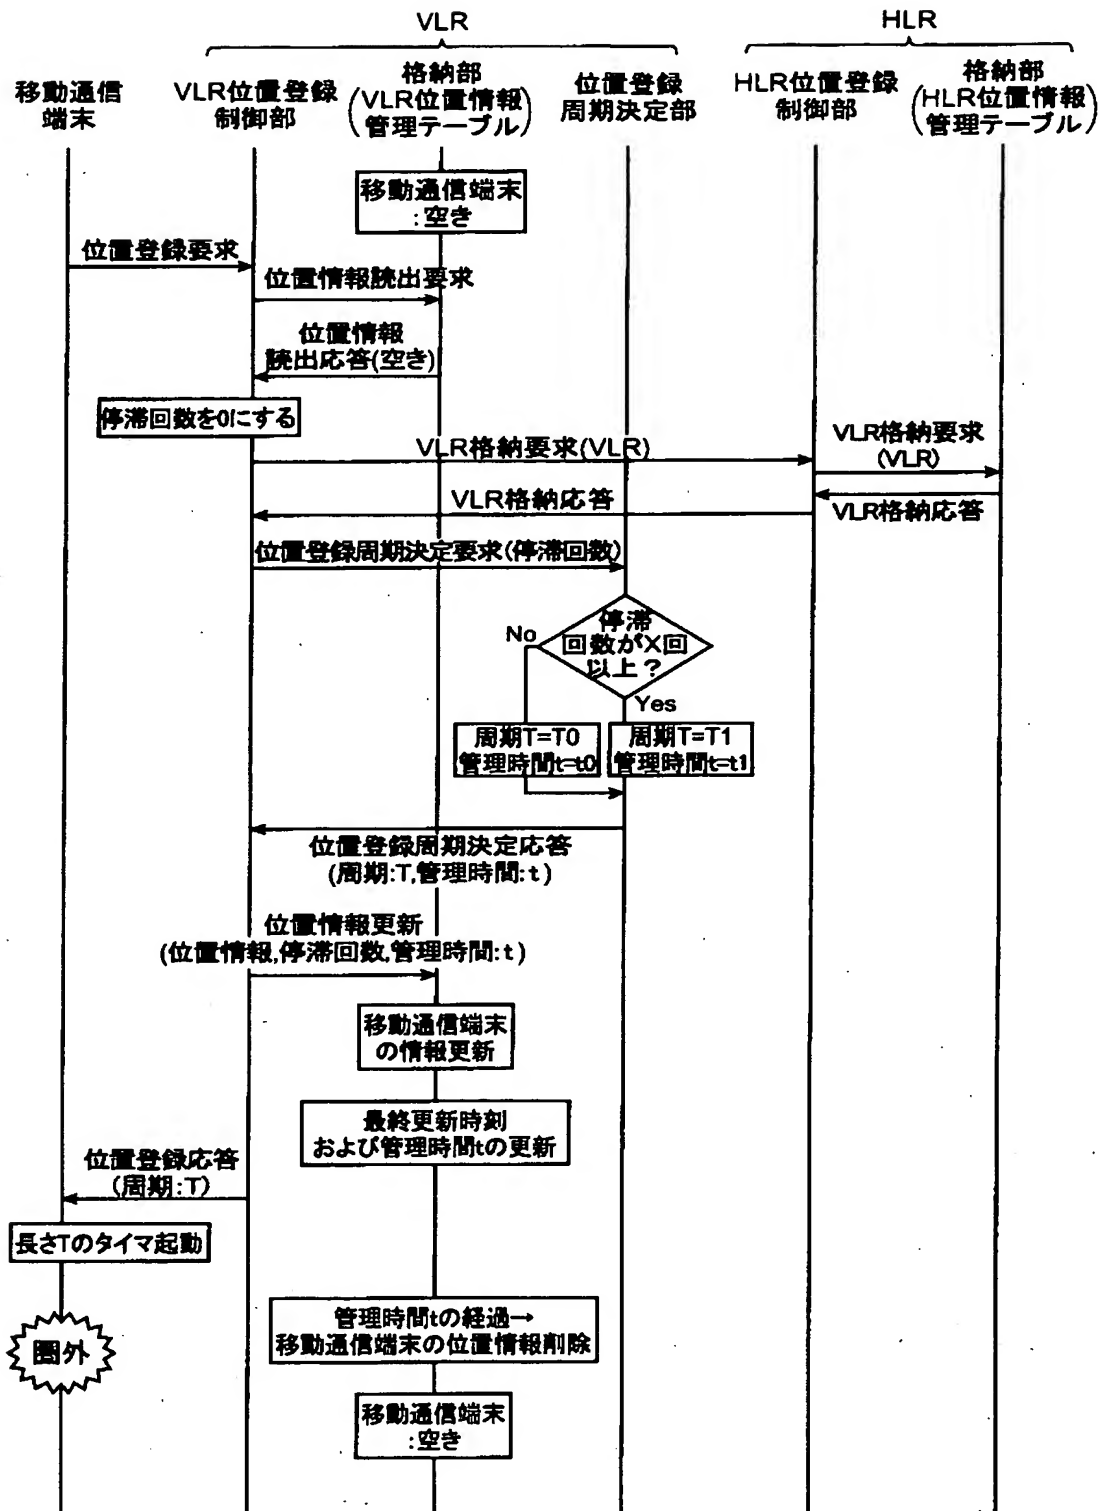 VLR
HLR
移動通信
端末
VLR位置登録
制御部
格納部
(VLR位置情報
管理テーブル)
位置登録
周期決定部
HLR位置登録
制御部
格納部
(HLR位置情報
管理テーブル)
移動通信端末
:空き
位置登録要求
位置情報読出要求
位置情報
読出応答(空き)
停滞回数を0にする
VLR格納要求(VLR)
VLR格納要求
(VLR)
VLR格納応答
VLR格納応答
位置登録周期決定要求(停滞回数)
停滞
回数がX回
以上?
No
Yes
周期T=T0
管理時間t=t0
周期T=T1
管理時間t=t1
位置登録周期決定応答
(周期:T,管理時間:t)
位置情報更新
(位置情報,停滞回数,管理時間:t)
移動通信端末
の情報更新
最終更新時刻
および管理時間tの更新
位置登録応答
(周期:T)
長さTのタイマ起動
管理時間tの経過→
移動通信端末の位置情報削除
圏外
移動通信端末
:空き